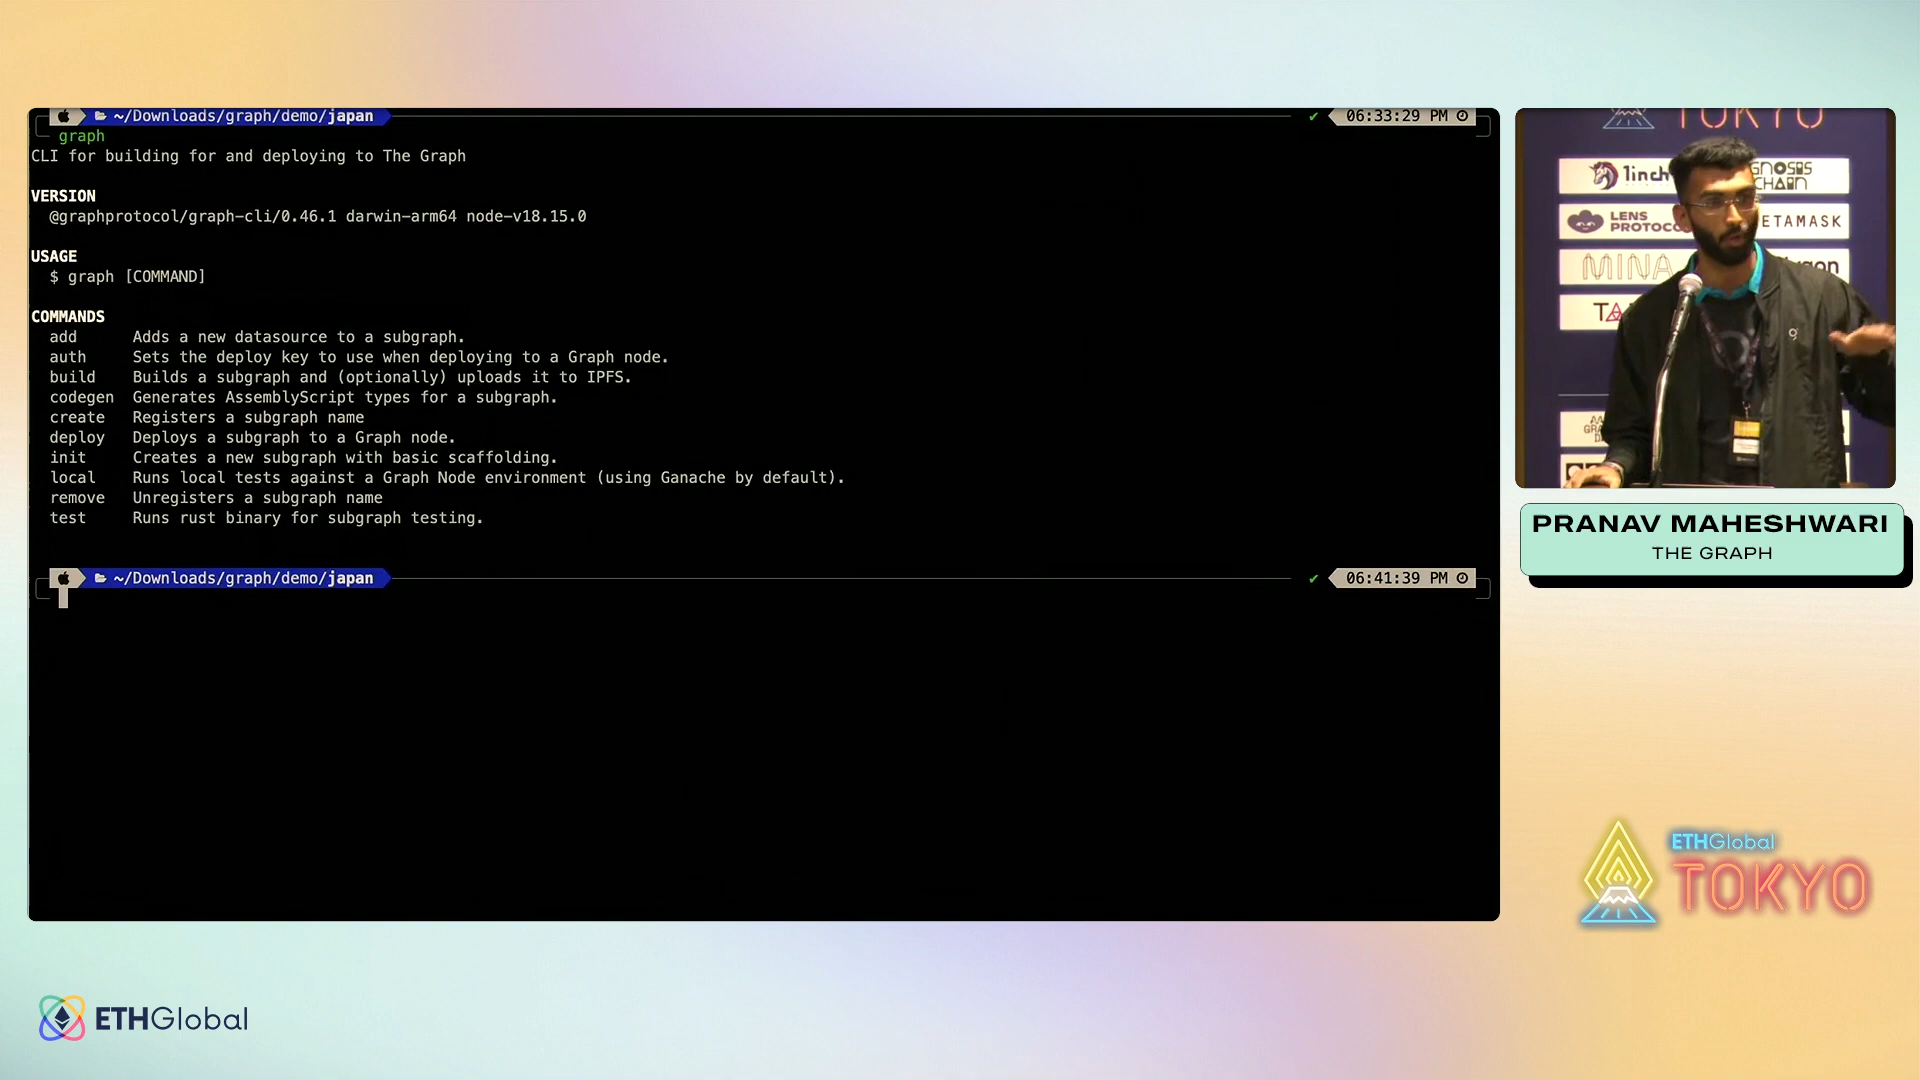 ~/Downloads/graph/demo/japan
✔ 06:33:29 PM
graph
CLI for building for and deploying to The Graph
VERSION
@graphprotocol/graph-cli/0.46.1 darwin-arm64 node-v18.15.0
USAGE
$ graph [COMMAND]
COMMANDS
add Adds a new datasource to a subgraph.
auth Sets the deploy key to use when deploying to a Graph node.
build Builds a subgraph and (optionally) uploads it to IPFS.
codegen Generates AssemblyScript types for a subgraph.
create Registers a subgraph name
deploy Deploys a subgraph to a Graph node.
init Creates a new subgraph with basic scaffolding.
local Runs local tests against a Graph Node environment (using Ganache by default).
remove Unregisters a subgraph name
test Runs rust binary for subgraph testing.
~/Downloads/graph/demo/japan
✔ 06:41:39 PM
TOKYO
1inch
GNOSIS
CHAIN
LENS
PROTOCO
ETAMASK
MINA
PRANAV MAHESHWARI
THE GRAPH
ETHGlobal
TOKYO
ETHGlobal